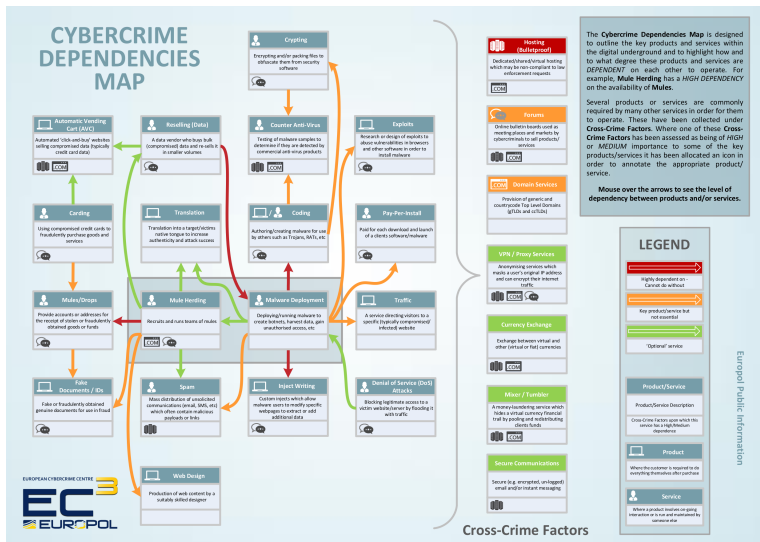 CYBERCRIME
DEPENDENCIES
MAP
Crypting
Encrypting and/or packing files to
obfuscate them from security
software
Automatic Vending
Cart (AVC)
Automated 'click-and-buy' websites
selling compromised data (typically
credit card data)
.COM
Reselling (Data)
A data vendor who buys bulk
(compromised) data and re-sells it
in smaller volumes
Counter Anti-Virus
Testing of malware samples to
determine if they are detected by
commercial anti-virus products
.COM
Exploits
Research or design of exploits to
abuse vulnerabilities in browsers
and other software in order to
install malware
Carding
Using compromised credit cards to
fraudulently purchase goods and
services
Translation
Translation into a target/victims
native tongue to increase
authenticity and attack success
/
Coding
Authoring/creating malware for use
by others such as Trojans, RATs, etc
Pay-Per-Install
Paid for each download and launch
of a clients software/malware
Mules/Drops
Provide accounts or addresses for
the receipt of stolen or fraudulently
obtained goods or funds
Mule Herding
Recruits and runs teams of mules
.COM
Malware Deployment
Deploying/running malware to
create botnets, harvest data, gain
unauthorised access, etc
Traffic
A service directing visitors to a
specific (typically compromised/
infected) website
Fake
Documents / IDs
Fake or fraudulently obtained
genuine documents for use in fraud
Spam
Mass distribution of unsolicited
communications (email, SMS, etc)
which often contain malicious
payloads or links
Inject Writing
Custom injects which allow
malware users to modify specific
webpages to extract or add
additional data
Denial of Service (DoS)
Attacks
Blocking legitimate access to a
victim website/server by flooding it
with traffic
Web Design
Production of web content by a
suitably skilled designer
EUROPEAN CYBERCRIME CENTRE
EC3
EUROPOL
Hosting
(Bulletproof)
Dedicated/shared/virtual hosting
which may be non-compliant to law
enforcement requests
.COM
Forums
Online bulletin boards used as
meeting places and markets by
cybercriminals to sell products/
services
.COM
.COM
Domain Services
Provision of generic and
countrycode Top Level Domains
(gTLDs and ccTLDs)
VPN / Proxy Services
Anonymising services which
masks a user's original IP address
and can encrypt their internet
traffic
.COM
Currency Exchange
Exchange between virtual and
other (virtual or fiat) currencies
.COM
Mixer / Tumbler
A money-laundering service which
hides a virtual currency financial
trail by pooling and redistributing
clients funds
.COM
Secure Communications
Secure (e.g. encrypted, un-logged)
email and/or instant messaging
Cross-Crime Factors
The Cybercrime Dependencies Map is designed
to outline the key products and services within
the digital underground and to highlight how and
to what degree these products and services are
DEPENDENT on each other to operate. For
example, Mule Herding has a HIGH DEPENDENCY
on the availability of Mules.
Several products or services are commonly
required by many other services in order for them
to operate. These have been collected under
Cross-Crime Factors. Where one of these Cross-
Crime Factors has been assessed as being of HIGH
or MEDIUM importance to some of the key
products/services it has been allocated an icon in
order to annotate the appropriate product/
service.
Mouse over the arrows to see the level of
dependency between products and/or services.
LEGEND
Highly dependent on -
Cannot do without
Key product/service but
not essential
"Optional" service
Product/Service
Product/Service Description
Cross-Crime Factors upon which this
service has a High/Medium
dependence
Product
Where the customer is required to do
everything themselves after purchase
Service
Where a product involves on-going
interaction or is run and maintained by
someone else
Europol Public Information